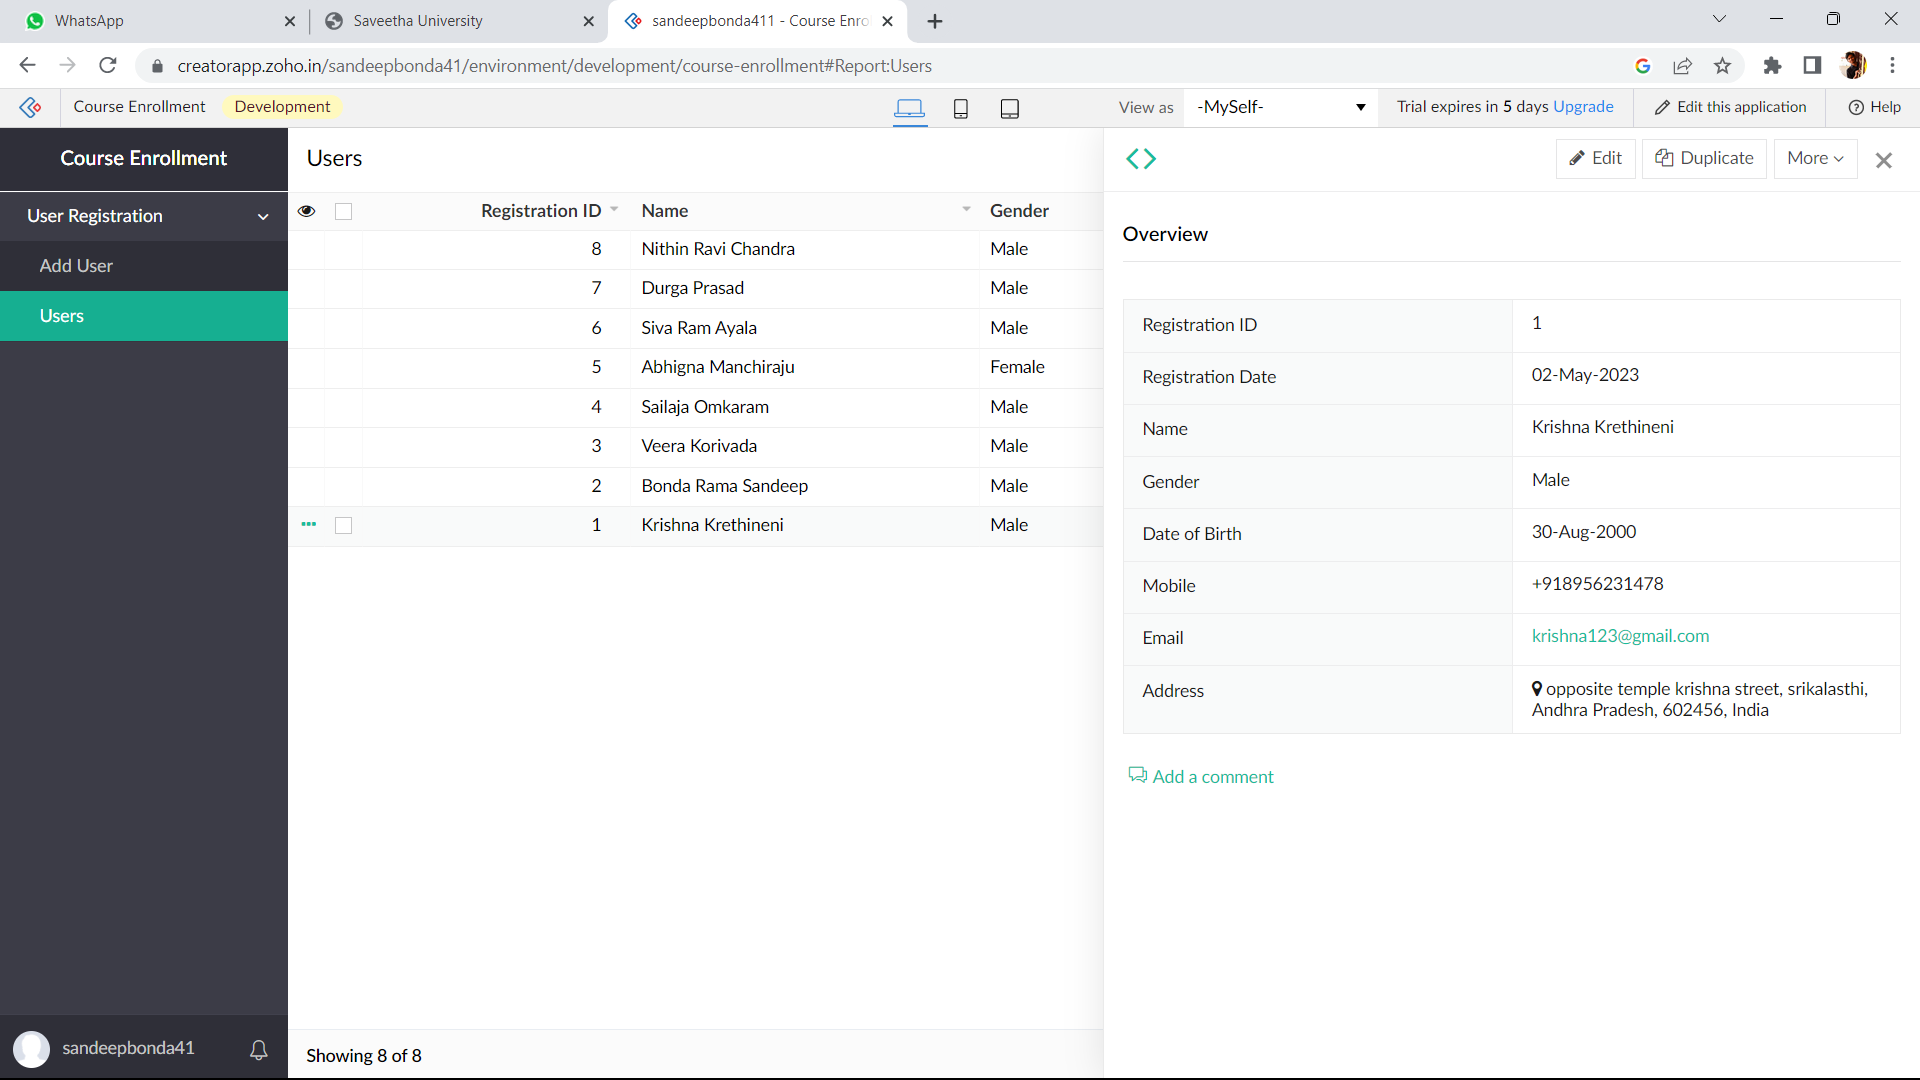 WhatsApp
Saveetha University
sandeepbonda411 - Course Enro
creatorapp.zoho.in/sandeepbonda41/environment/development/course-enrollment#Report:Users
Course Enrollment
Development
View as
-MySelf-
Trial expires in 5 days Upgrade
Edit this application
Help
Course Enrollment
User Registration
Add User
Users
sandeepbonda41
Users
Registration ID Name Gender
8 Nithin Ravi Chandra Male
7 Durga Prasad Male
6 Siva Ram Ayala Male
5 Abhigna Manchiraju Female
4 Sailaja Omkaram Male
3 Veera Korivada Male
2 Bonda Rama Sandeep Male
1 Krishna Krethineni Male
Showing 8 of 8
Edit
Duplicate
More
Overview
Registration ID 1
Registration Date 02-May-2023
Name Krishna Krethineni
Gender Male
Date of Birth 30-Aug-2000
Mobile +918956231478
Email krishna123@gmail.com
Address opposite temple krishna street, srikalasthi,
Andhra Pradesh, 602456, India
Add a comment